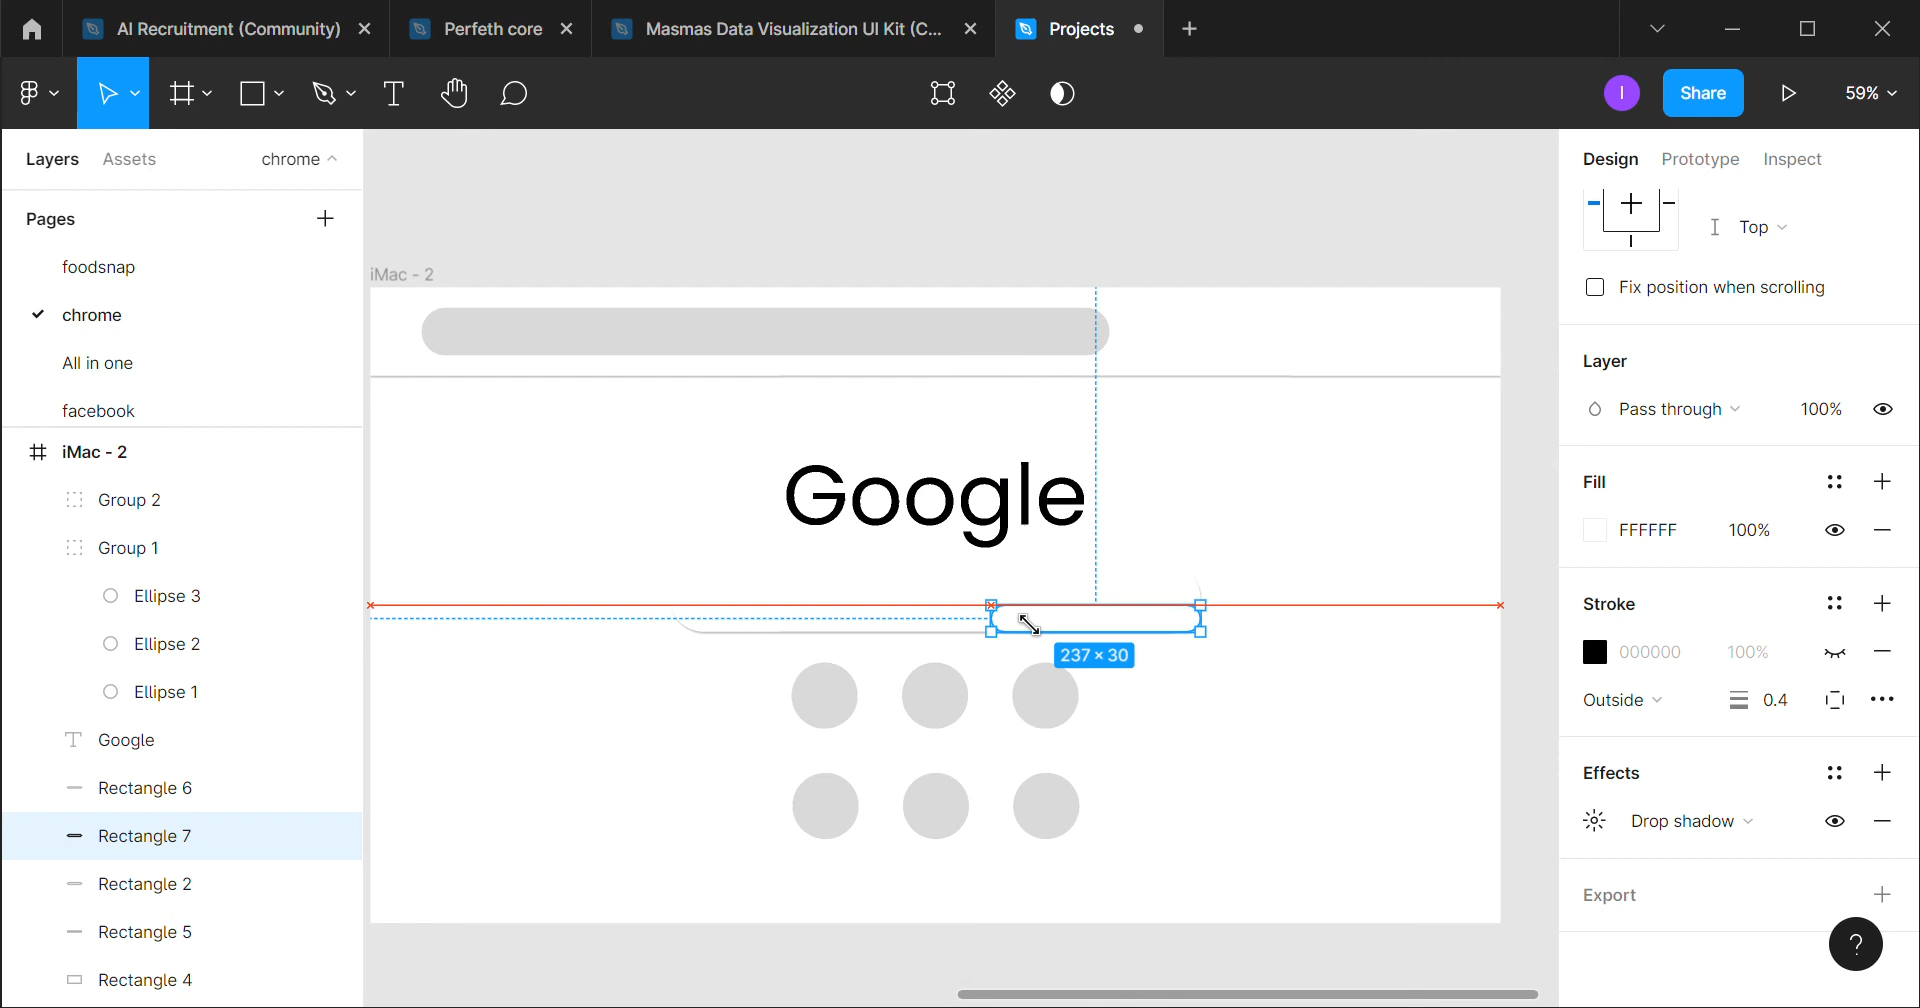 AI Recruitment (Community)
Perfeth core
Masmas Data Visualization UI Kit (C...
Projects
I
Share
59%
Layers
Assets
chrome
Pages
foodsnap
chrome
All in one
facebook
iMac - 2
Group 2
Group 1
Ellipse 3
Ellipse 2
Ellipse 1
Google
Rectangle 6
Rectangle 7
Rectangle 2
Rectangle 5
Rectangle 4
iMac - 2
Google
237 × 30
Design
Prototype
Inspect
Top
Fix position when scrolling
Layer
Pass through
100%
Fill
FFFFFF
100%
Stroke
000000
100%
Outside
0.4
Effects
Drop shadow
Export
?